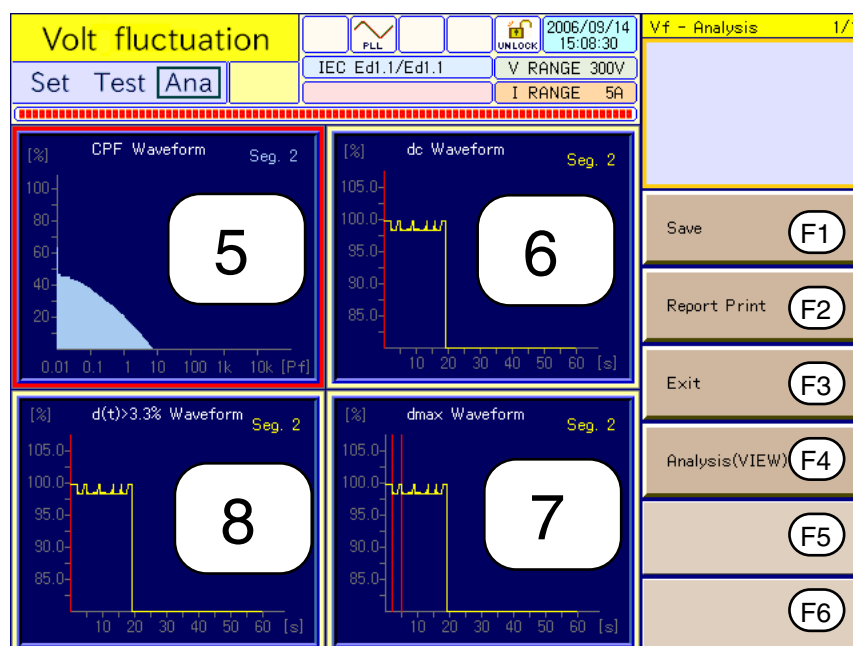 Volt fluctuation
Set Test Ana
PLL
UNLOCK
2006/09/14
15:08:30
IEC Ed1.1/Ed1.1
V RANGE 300V
I RANGE 5A
Vf - Analysis 1/1
[%] CPF Waveform Seg. 2
100
80
60
40
20
0.01 0.1 1 10 100 1k 10k [Pf]
5
[%] dc Waveform Seg. 2
105.0
100.0
95.0
90.0
85.0
10 20 30 40 50 60 [s]
6
[%] d(t)>3.3% Waveform Seg. 2
105.0
100.0
95.0
90.0
85.0
10 20 30 40 50 60 [s]
8
[%] dmax Waveform Seg. 2
105.0
100.0
95.0
90.0
85.0
10 20 30 40 50 60 [s]
7
Save F1
Report Print F2
Exit F3
Analysis(VIEW) F4
F5
F6